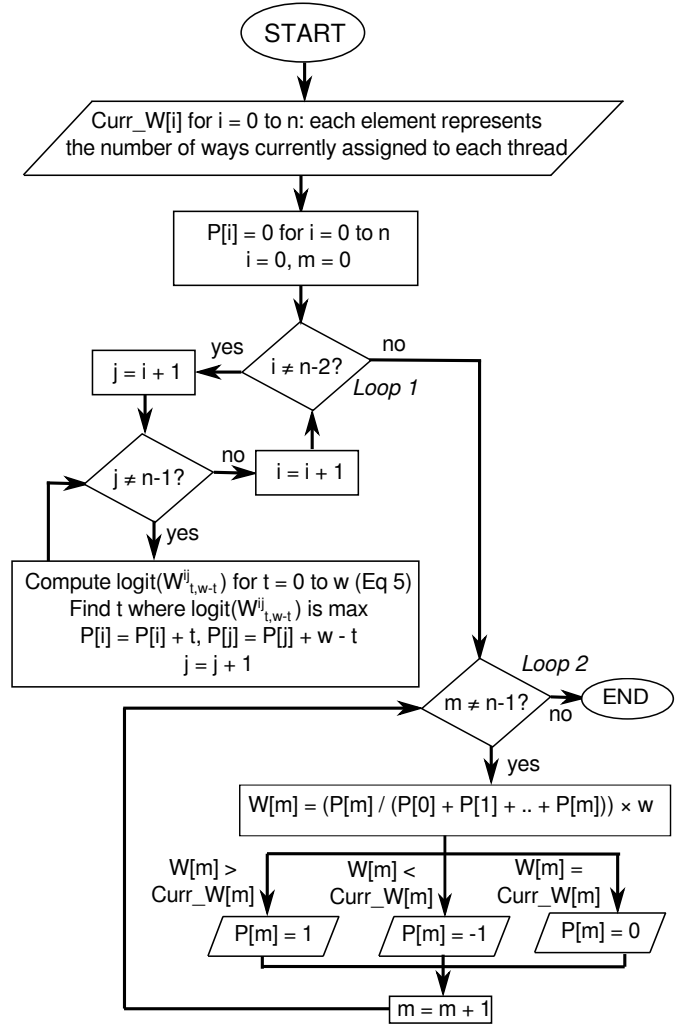 START
Curr_W[i] for i = 0 to n: each element represents
the number of ways currently assigned to each thread
P[i] = 0 for i = 0 to n
i = 0, m = 0
i ≠ n-2?
yes
no
Loop 1
j = i + 1
j ≠ n-1?
no
i = i + 1
yes
Compute logit(W^{ij}_{t,w-t}) for t = 0 to w (Eq 5)
Find t where logit(W^{ij}_{t,w-t}) is max
P[i] = P[i] + t, P[j] = P[j] + w - t
j = j + 1
Loop 2
m ≠ n-1?
no
END
yes
W[m] = (P[m] / (P[0] + P[1] + .. + P[m])) × w
W[m] >
Curr_W[m]
W[m] <
Curr_W[m]
W[m] =
Curr_W[m]
P[m] = 1
P[m] = -1
P[m] = 0
m = m + 1